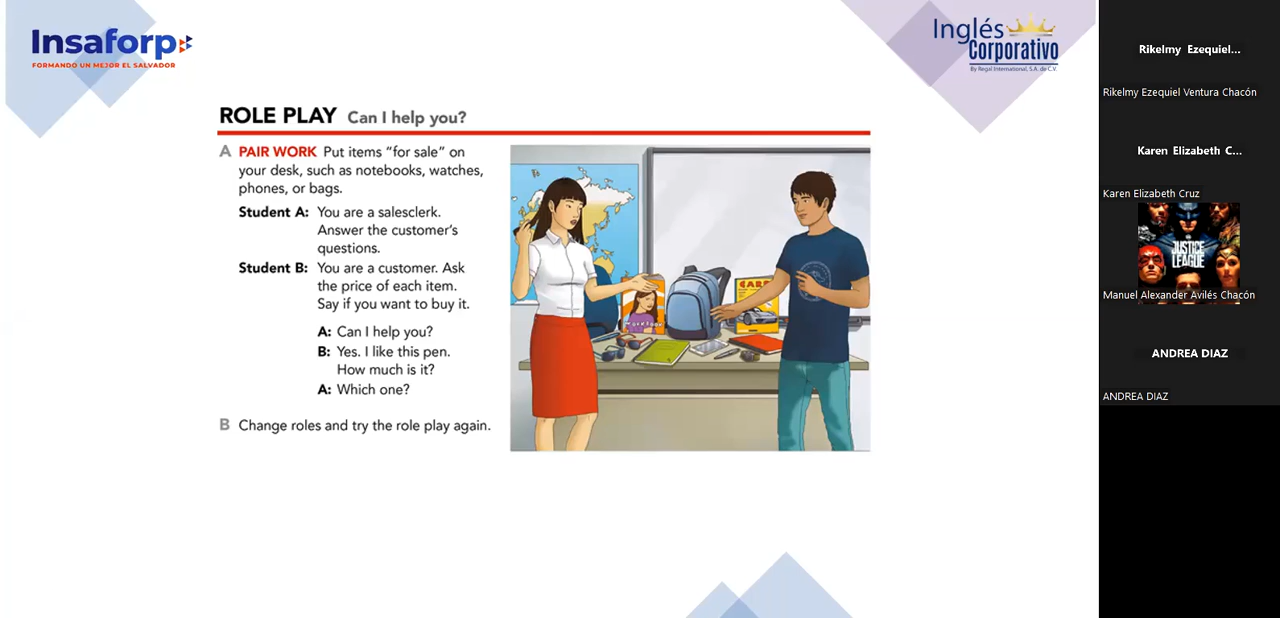 Insaforp
FORMANDO UN MEJOR EL SALVADOR
Inglés
Corporativo
By Regal International, S.A. de C.V.
ROLE PLAY Can I help you?
A PAIR WORK Put items “for sale” on
your desk, such as notebooks, watches,
phones, or bags.
Student A: You are a salesclerk.
Answer the customer’s
questions.
Student B: You are a customer. Ask
the price of each item.
Say if you want to buy it.
A: Can I help you?
B: Yes. I like this pen.
How much is it?
A: Which one?
B Change roles and try the role play again.
CARS
Rikelmy Ezequiel...
Rikelmy Ezequiel Ventura Chacón
Karen Elizabeth C...
Karen Elizabeth Cruz
JUSTICE
LEAGUE
Manuel Alexander Avilés Chacón
ANDREA DIAZ
ANDREA DIAZ